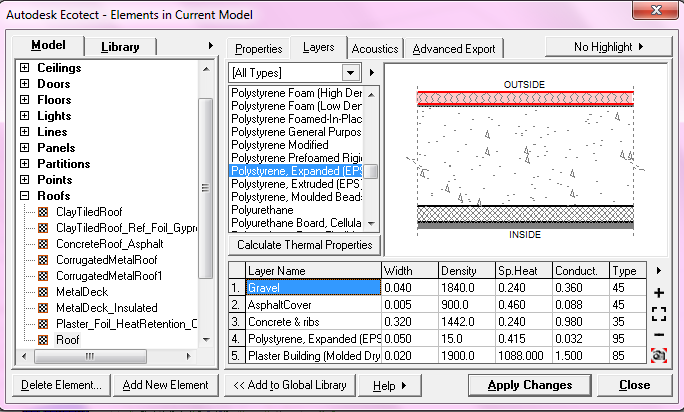 Autodesk Ecotect - Elements in Current Model
Model
Library
Properties
Layers
Acoustics
Advanced Export
No Highlight
Ceilings
Doors
Floors
Lights
Lines
Panels
Partitions
Points
Roofs
ClayTiledRoof
ClayTiledRoof_Ref_Foil_Gypro
ConcreteRoof_Asphalt
CorrugatedMetalRoof
CorrugatedMetalRoof1
MetalDeck
MetalDeck_Insulated
Plaster_Foil_HeatRetention_C
Roof
[All Types]
Polystyrene Foam (High Den
Polystyrene Foam (Low Den
Polystyrene Foamed-In-Plac
Polystyrene General Purpos
Polystyrene Modified
Polystyrene Prefoamed Rigi
Polystyrene, Expanded (EPS
Polystyrene, Extruded (EPS)
Polystyrene, Moulded Beads
Polyurethane
Polyurethane Board, Cellula
Calculate Thermal Properties
OUTSIDE
INSIDE
Layer Name Width Density Sp.Heat Conduct. Type
1. Gravel 0.040 1840.0 0.240 0.360 45
2. AsphaltCover 0.005 900.0 0.460 0.088 45
3. Concrete & ribs 0.320 1442.0 0.240 0.980 35
4. Polystyrene, Expanded (EPS 0.050 15.0 0.415 0.032 95
5. Plaster Building (Molded Dry 0.020 1900.0 1088.000 1.500 85
Delete Element...
Add New Element
<< Add to Global Library
Help
Apply Changes
Close